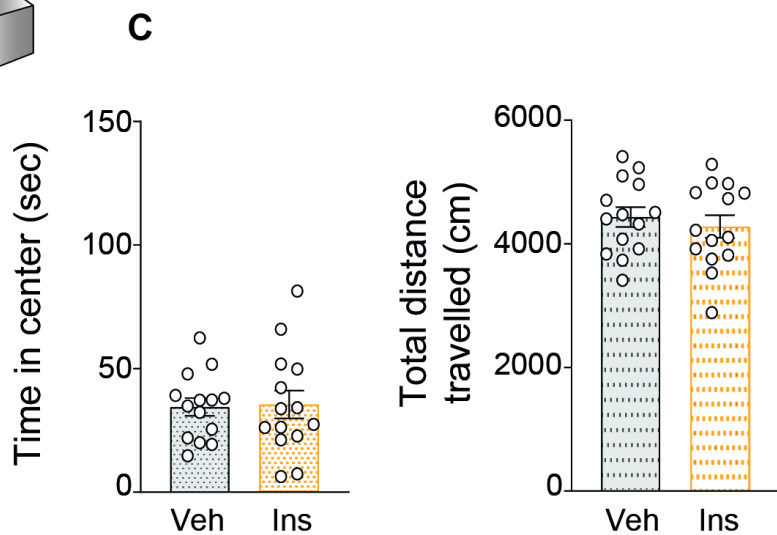 C
Time in center (sec)
150
100
50
0
Veh Ins
Total distance
travelled (cm)
6000
4000
2000
0
Veh Ins